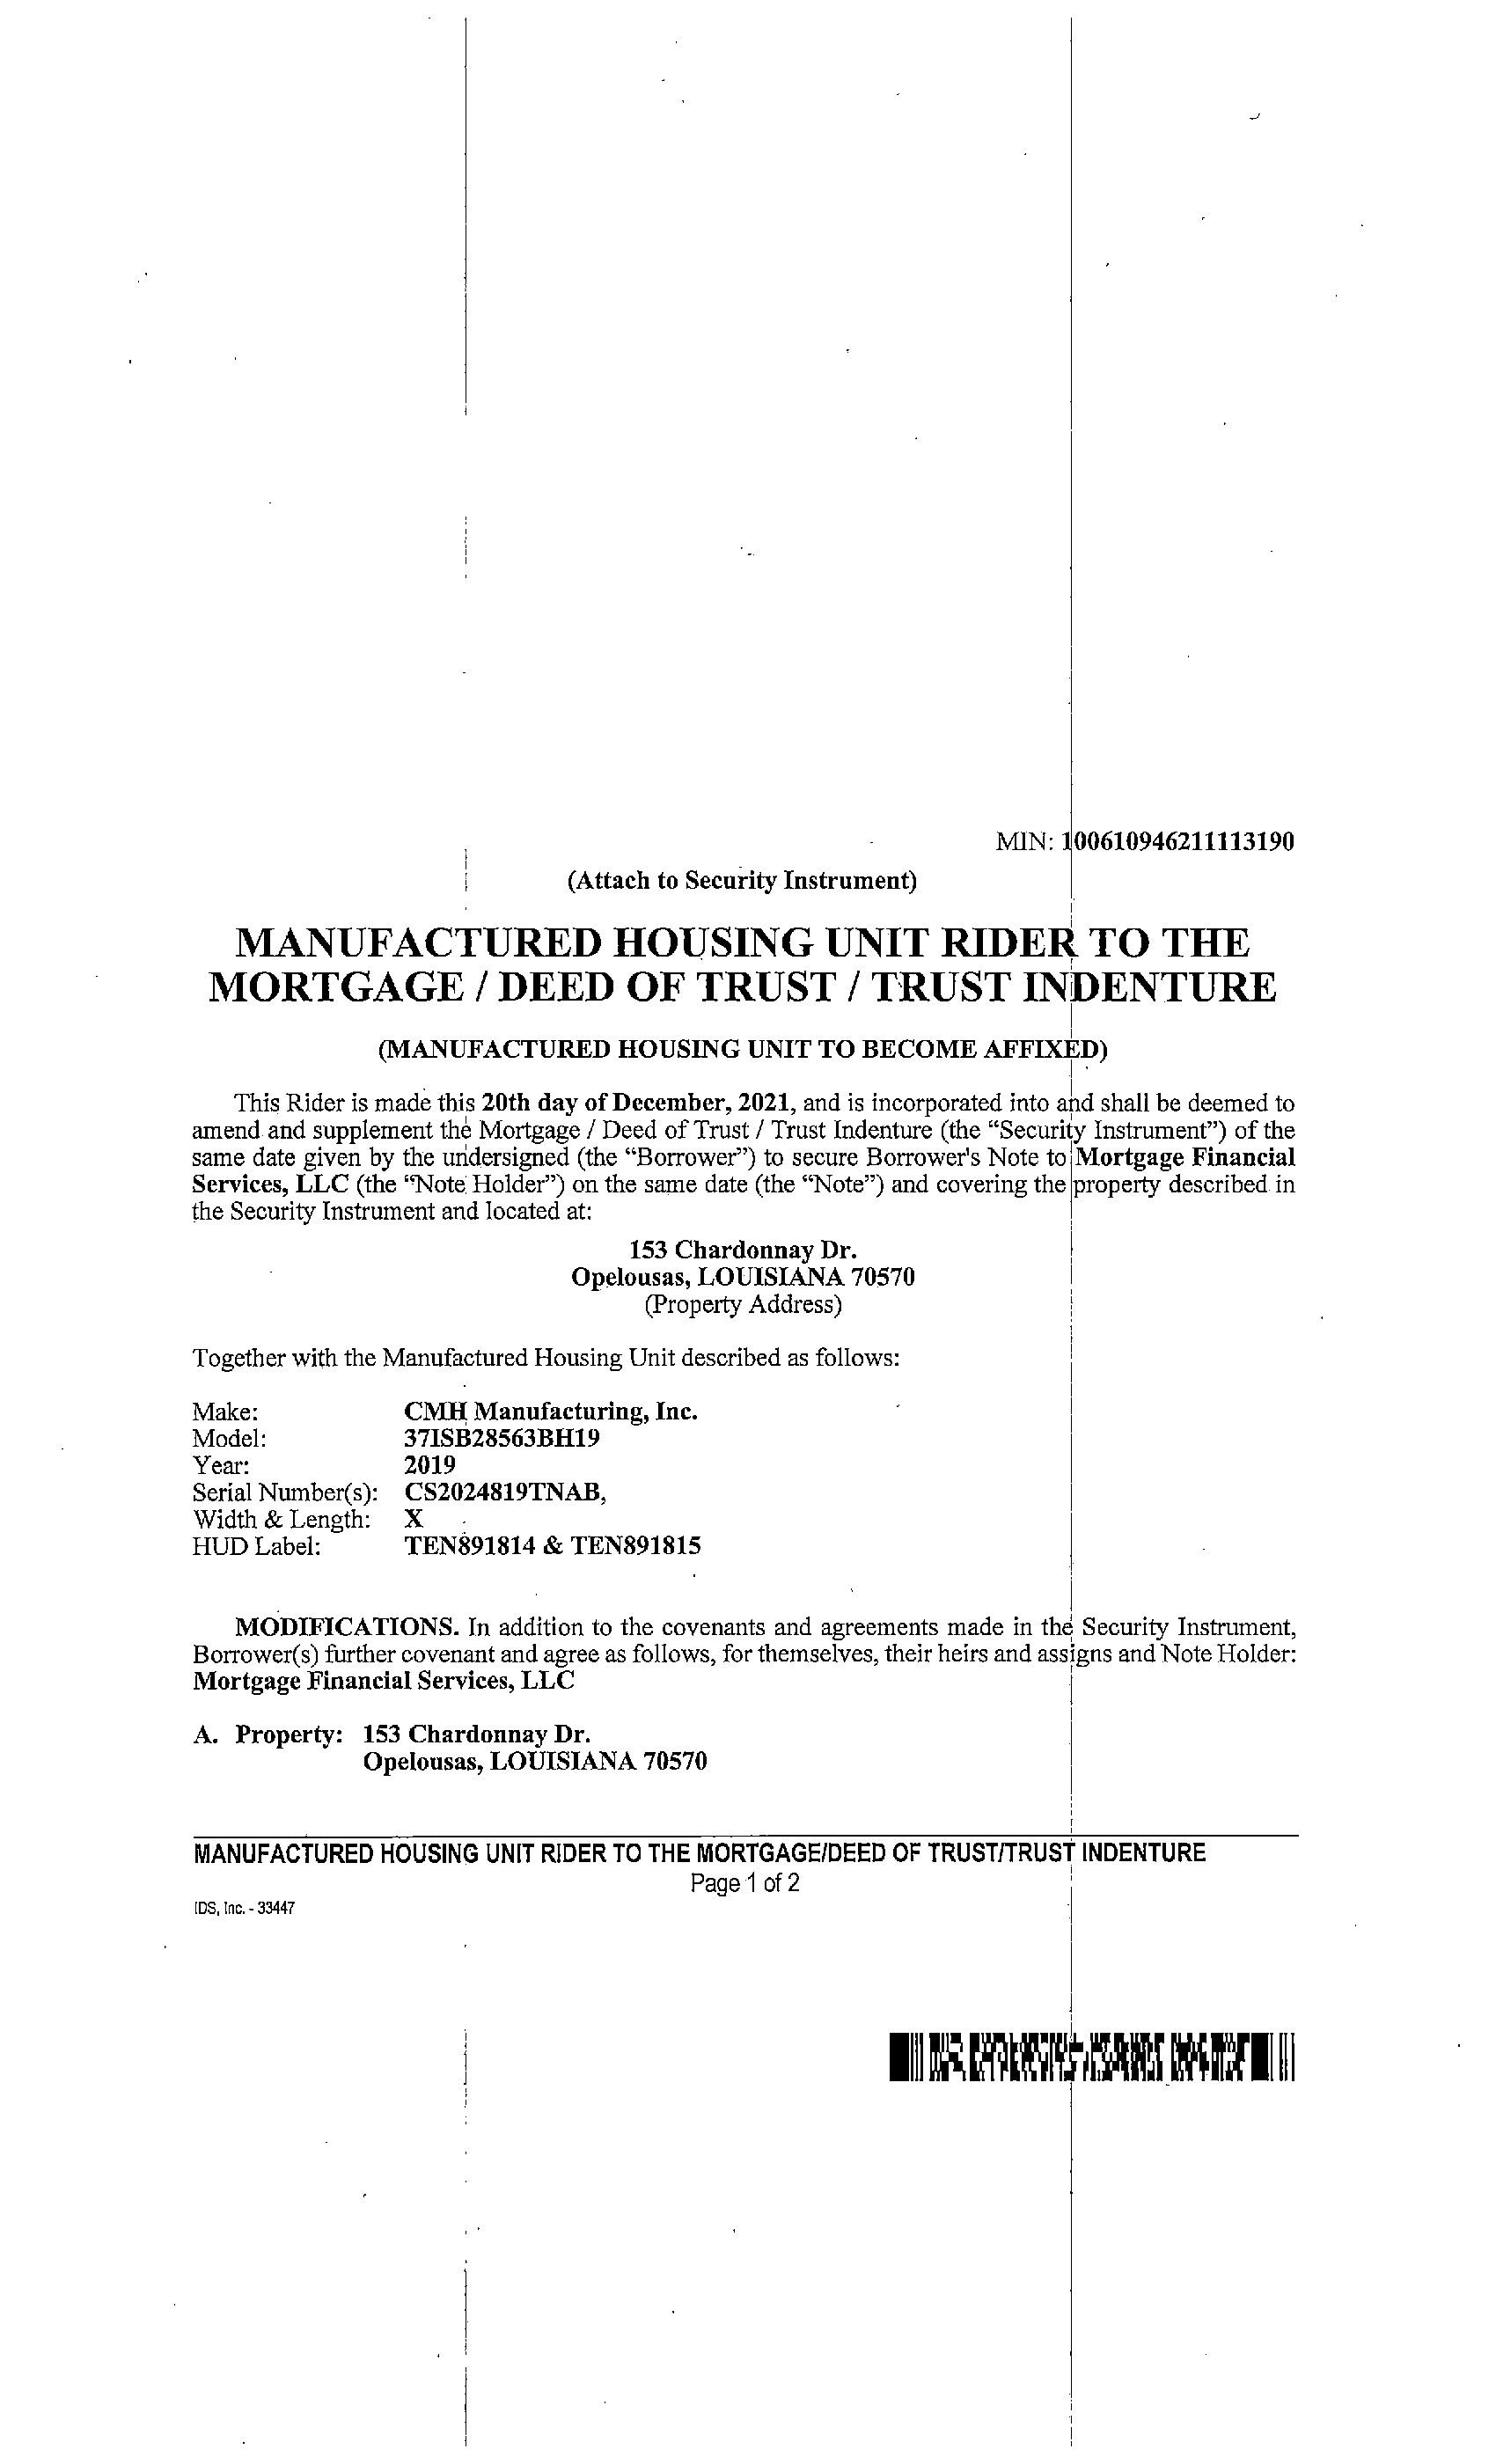 MIN: 100610946211113190
(Attach to Security Instrument)
MANUFACTURED HOUSING UNIT RIDER TO THE
MORTGAGE / DEED OF TRUST / TRUST INDENTURE
(MANUFACTURED HOUSING UNIT TO BECOME AFFIXED)
This Rider is made this 20th day of December, 2021, and is incorporated into and shall be deemed to
amend and supplement the Mortgage / Deed of Trust / Trust Indenture (the “Security Instrument”) of the
same date given by the undersigned (the “Borrower”) to secure Borrower's Note to Mortgage Financial
Services, LLC (the “Note Holder”) on the same date (the “Note”) and covering the property described in
the Security Instrument and located at:
153 Chardonnay Dr.
Opelousas, LOUISIANA 70570
(Property Address)
Together with the Manufactured Housing Unit described as follows:
Make: CMH Manufacturing, Inc.
Model: 37ISB28563BH19
Year: 2019
Serial Number(s): CS2024819TNAB,
Width & Length: X
HUD Label: TEN891814 & TEN891815
MODIFICATIONS. In addition to the covenants and agreements made in the Security Instrument,
Borrower(s) further covenant and agree as follows, for themselves, their heirs and assigns and Note Holder:
Mortgage Financial Services, LLC
A. Property: 153 Chardonnay Dr.
Opelousas, LOUISIANA 70570
MANUFACTURED HOUSING UNIT RIDER TO THE MORTGAGE/DEED OF TRUST/TRUST INDENTURE
Page 1 of 2
IDS, Inc. - 33447